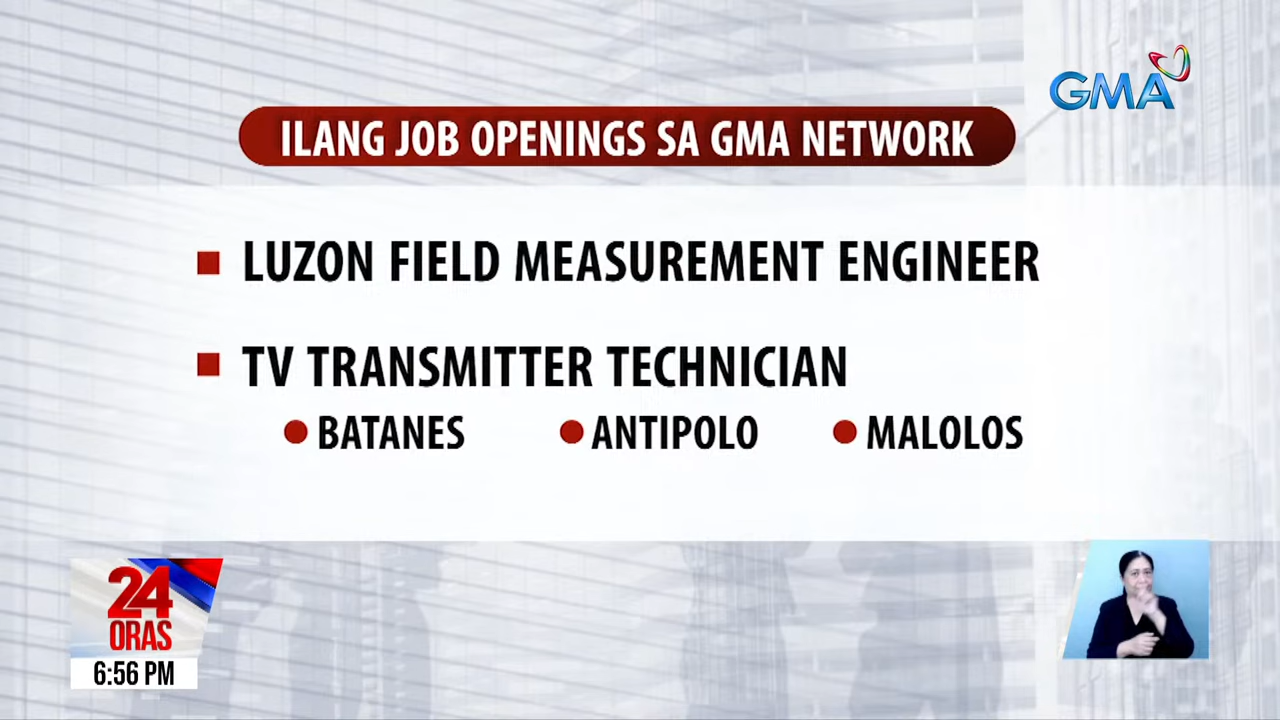 GMA
ILANG JOB OPENINGS SA GMA NETWORK
LUZON FIELD MEASUREMENT ENGINEER
TV TRANSMITTER TECHNICIAN
BATANES ANTIPOLO MALOLOS
24
ORAS
6:56 PM